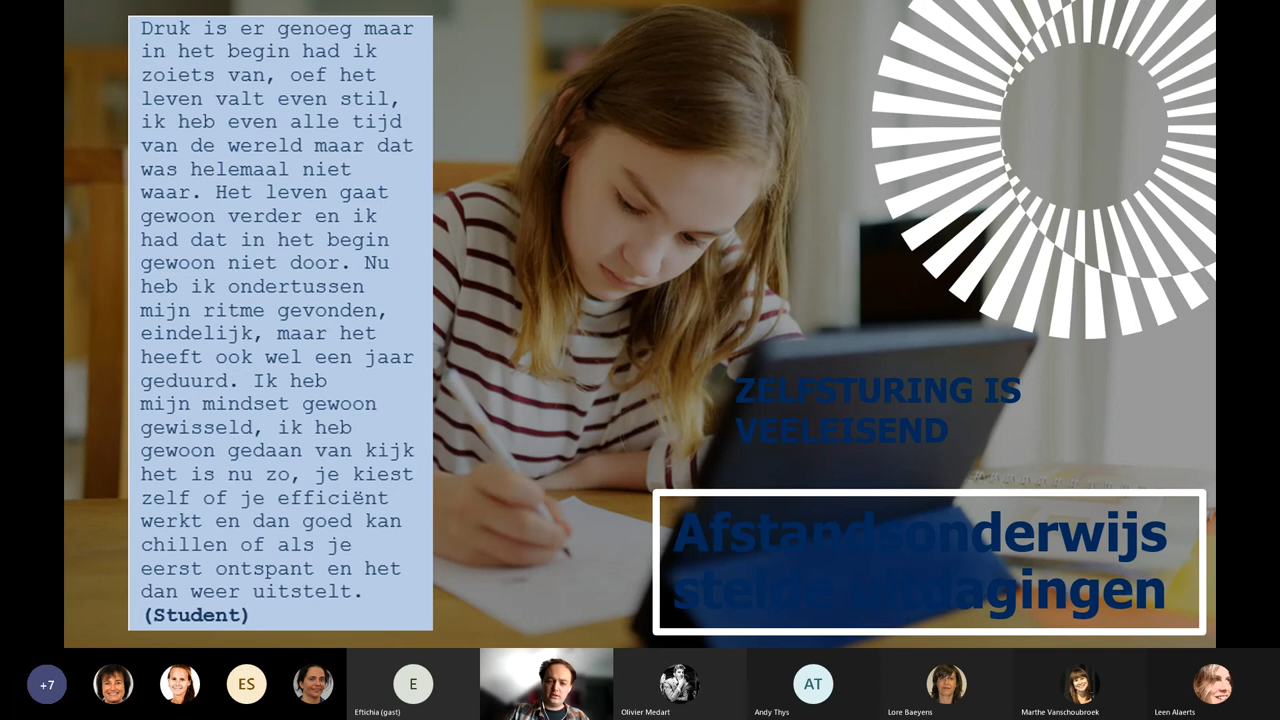 Druk is er genoeg maar
in het begin had ik
zoiets van, oef het
leven valt even stil,
ik heb even alle tijd
van de wereld maar dat
was helemaal niet
waar. Het leven gaat
gewoon verder en ik
had dat in het begin
gewoon niet door. Nu
heb ik ondertussen
mijn ritme gevonden,
eindelijk, maar het
heeft ook wel een jaar
geduurd. Ik heb
mijn mindset gewoon
gewisseld, ik heb
gewoon gedaan van kijk
het is nu zo, je kiest
zelf of je efficiënt
werkt en dan goed kan
chillen of als je
eerst ontspant en het
dan weer uitstelt.
(Student)
ZELFSTURING IS
VEELEISEND
Afstandsonderwijs
stelde uitdagingen
+7
ES
E
AT
Eftichia (gast)
Olivier Medart
Andy Thys
Lore Baeyens
Marthe Vanschoubroek
Leen Alaerts